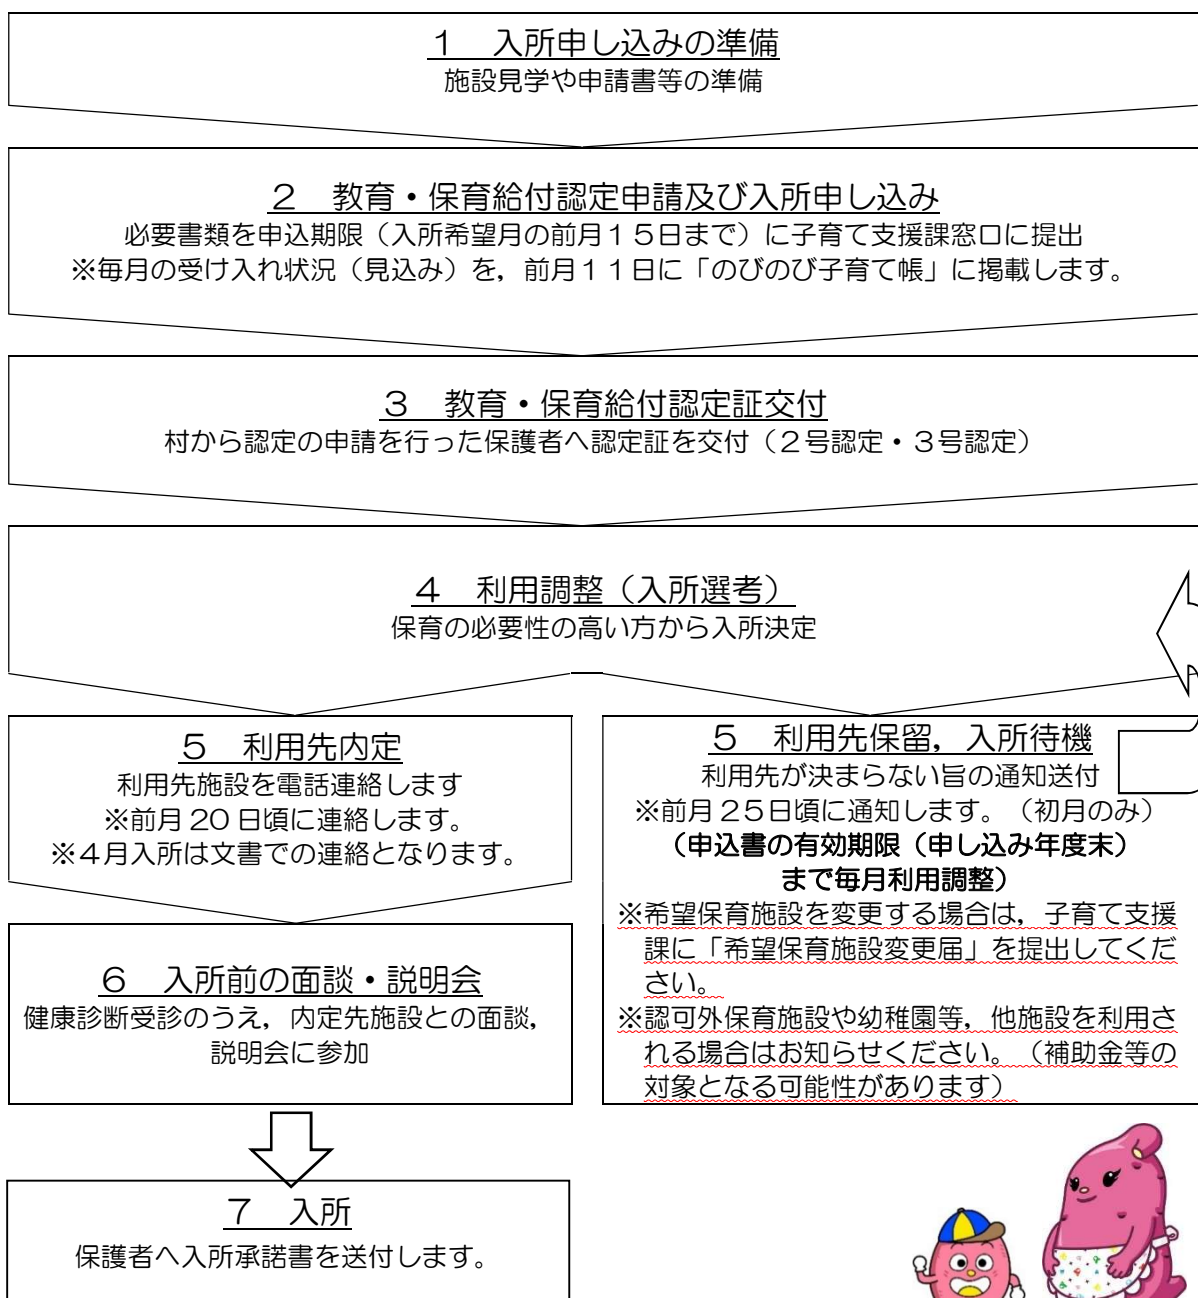 １　入所申し込みの準備
施設見学や申請書等の準備
２　教育・保育給付認定申請及び入所申し込み
必要書類を申込期限（入所希望月の前月１５日まで）に子育て支援課窓口に提出
※毎月の受け入れ状況（見込み）を，前月１１日に「のびのび子育て帳」に掲載します。
３　教育・保育給付認定証交付
村から認定の申請を行った保護者へ認定証を交付（２号認定・３号認定）
４　利用調整（入所選考）
保育の必要性の高い方から入所決定
５　利用先内定
利用先施設を電話連絡します
※前月 20 日頃に連絡します。
※４月入所は文書での連絡となります。
６　入所前の面談・説明会
健康診断受診のうえ，内定先施設との面談，
説明会に参加
７　入所
保護者へ入所承諾書を送付します。
５　利用先保留，入所待機
利用先が決まらない旨の通知送付
※前月 25日頃に通知します。（初月のみ）
（申込書の有効期限（申し込み年度末）
まで毎月利用調整）
※希望保育施設を変更する場合は，子育て支援
課に「希望保育施設変更届」を提出してくだ
さい。
※認可外保育施設や幼稚園等，他施設を利用さ
れる場合はお知らせください。（補助金等の
対象となる可能性があります）